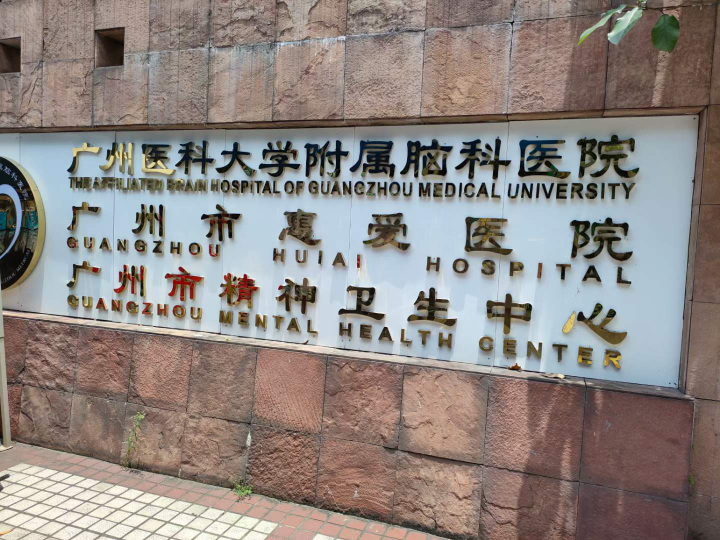 广州医科大学附属脑科医院
THE AFFILIATED BRAIN HOSPITAL OF GUANGZHOU MEDICAL UNIVERSITY
广州市惠爱医院
GUANGZHOU HUIAI HOSPITAL
广州市精神卫生中心
GUANGZHOU MENTAL HEALTH CENTER